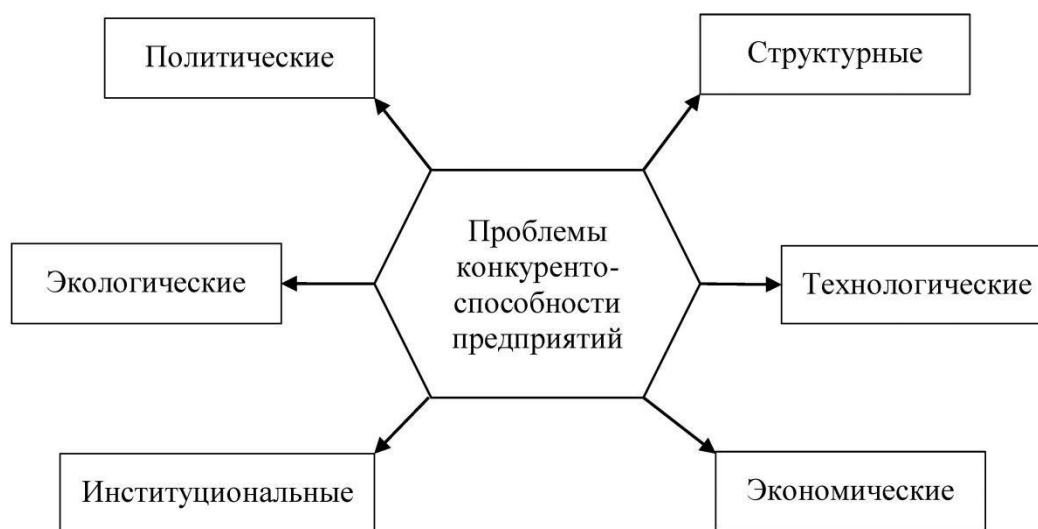 Политические
Структурные
Проблемы
конкуренто-
способности
предприятий
Экологические
Технологические
Институциональные
Экономические